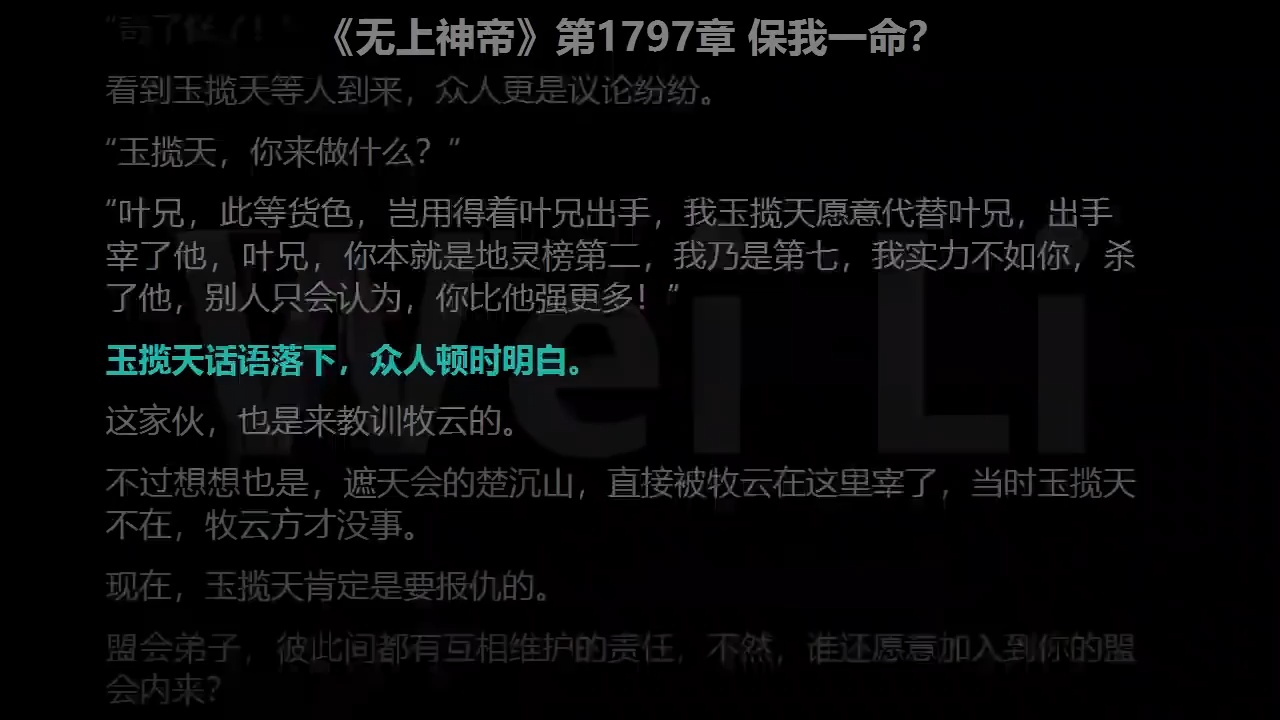 《无上神帝》第1797章 保我一命？
看到玉揽天等人到来，众人更是议论纷纷。
“玉揽天，你来做什么？”
“叶兄，此等货色，岂用得着叶兄出手，我玉揽天愿意代替叶兄，出手
宰了他，叶兄，你本就是地灵榜第二，我乃是第七，我实力不如你，杀
了他，别人只会认为，你比他强更多！”
玉揽天话语落下，众人顿时明白。
这家伙，也是来教训牧云的。
不过想想也是，遮天会的楚沉山，直接被牧云在这里宰了，当时玉揽天
不在，牧云方才没事。
现在，玉揽天肯定是要报仇的。
盟会弟子，彼此间都有互相维护的责任，不然，谁还愿意加入到你的盟
会内来？
Wei Li